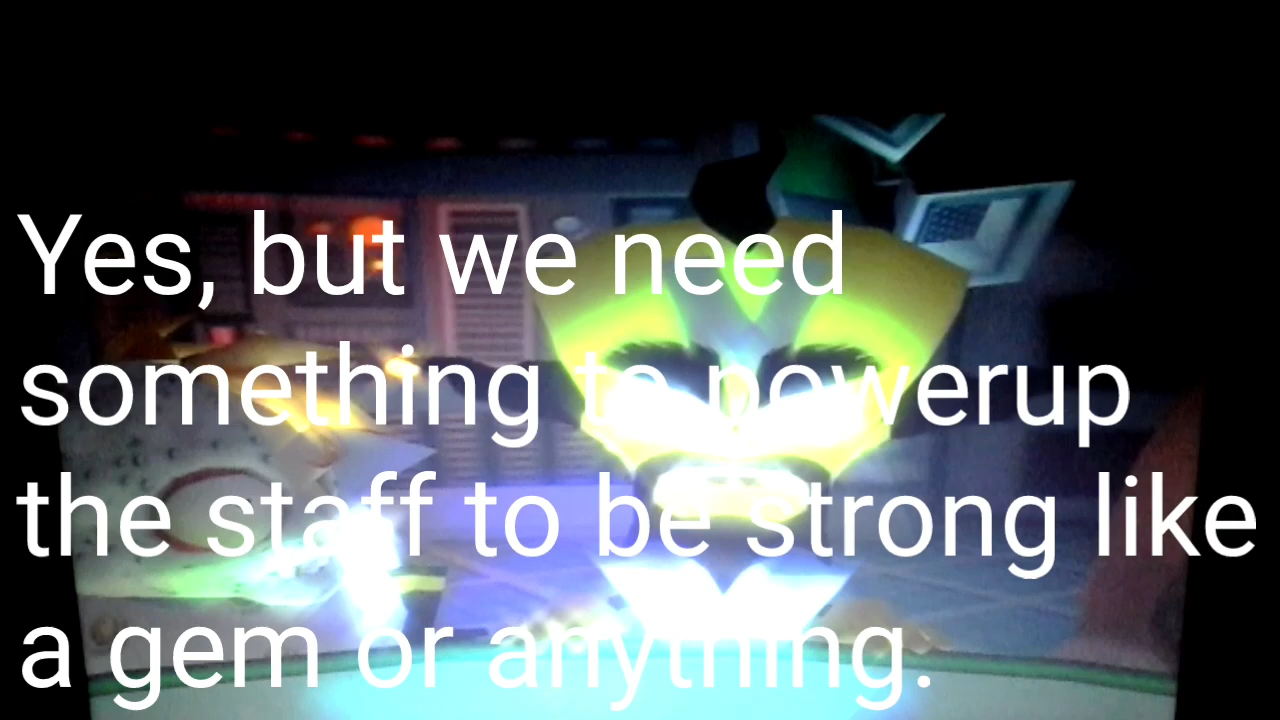 Yes, but we need
something to powerup
the staff to be strong like
a gem or anything.